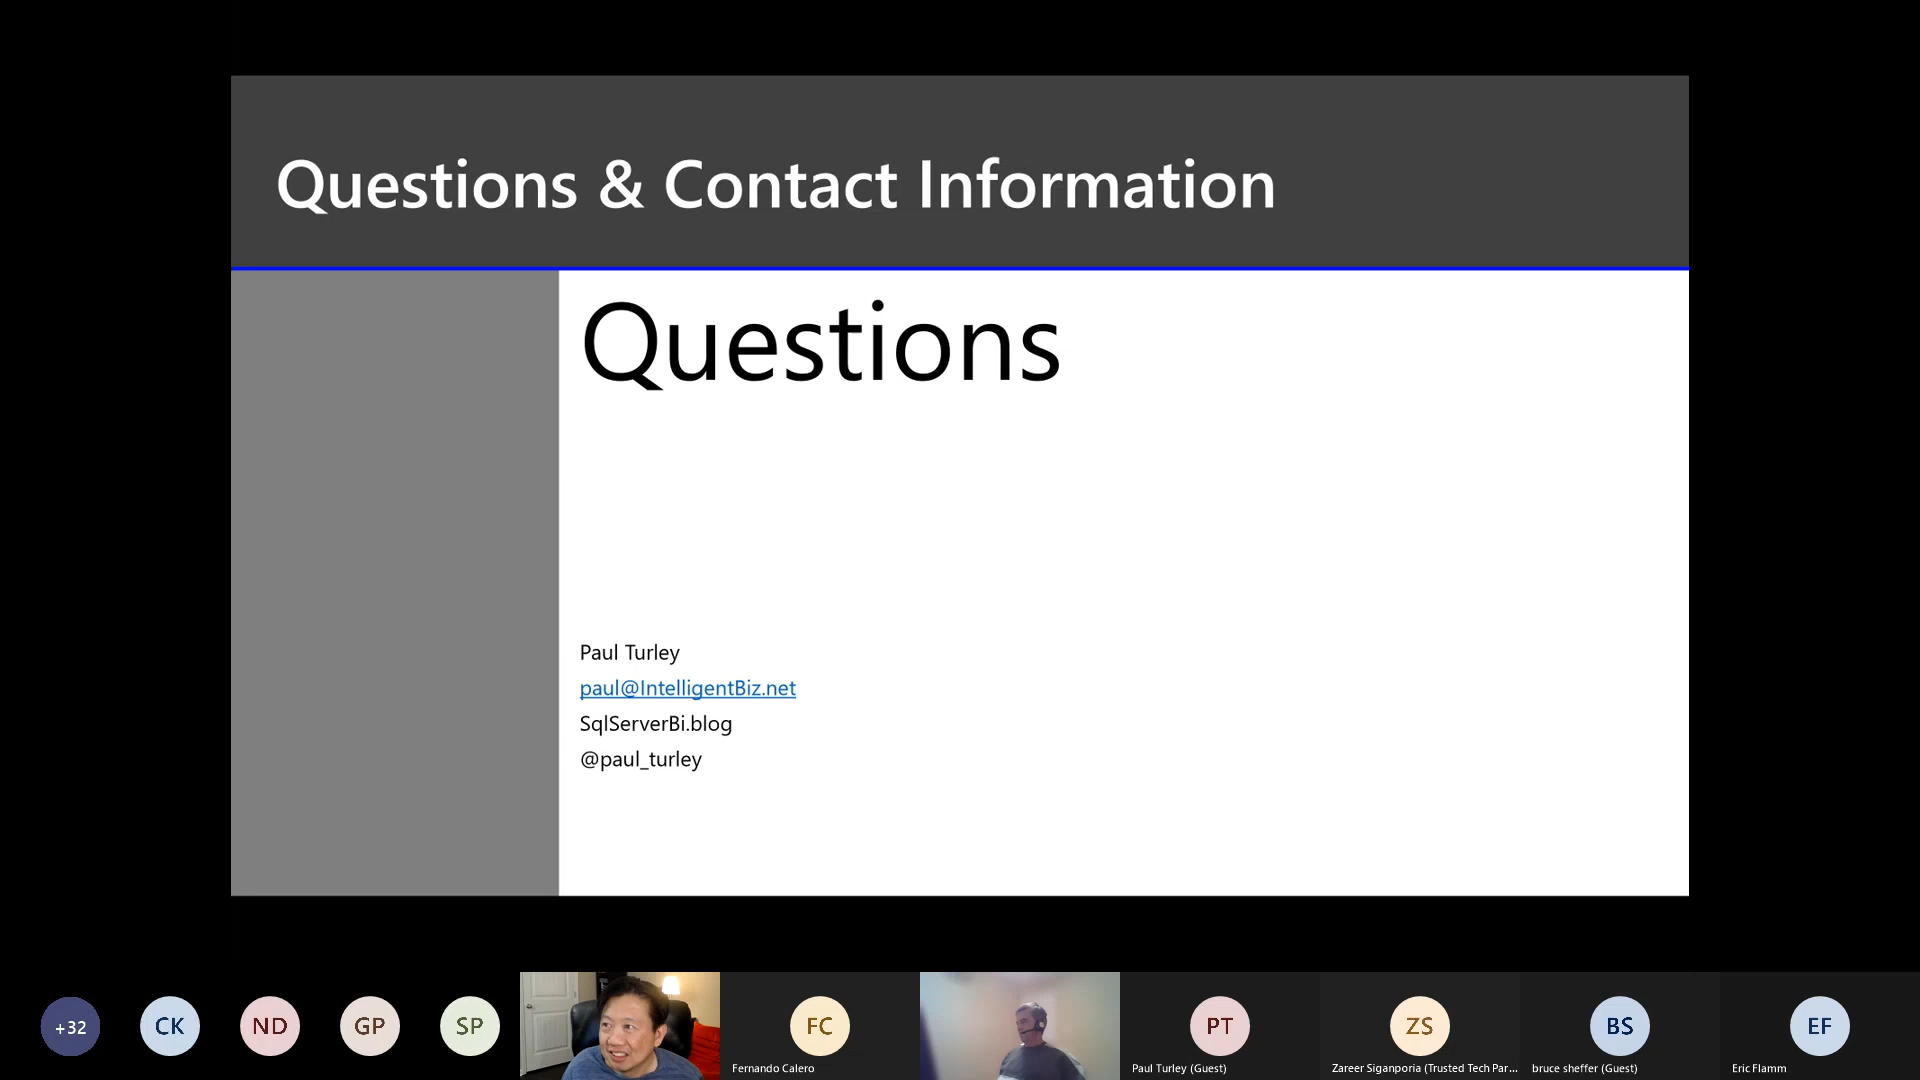 Questions & Contact Information
Questions
Paul Turley
paul@IntelligentBiz.net
SqlServerBi.blog
@paul_turley
+32
CK
ND
GP
SP
FC
Fernando Calero
PT
Paul Turley (Guest)
ZS
Zareer Siganporia (Trusted Tech Par...
BS
bruce sheffer (Guest)
EF
Eric Flamm